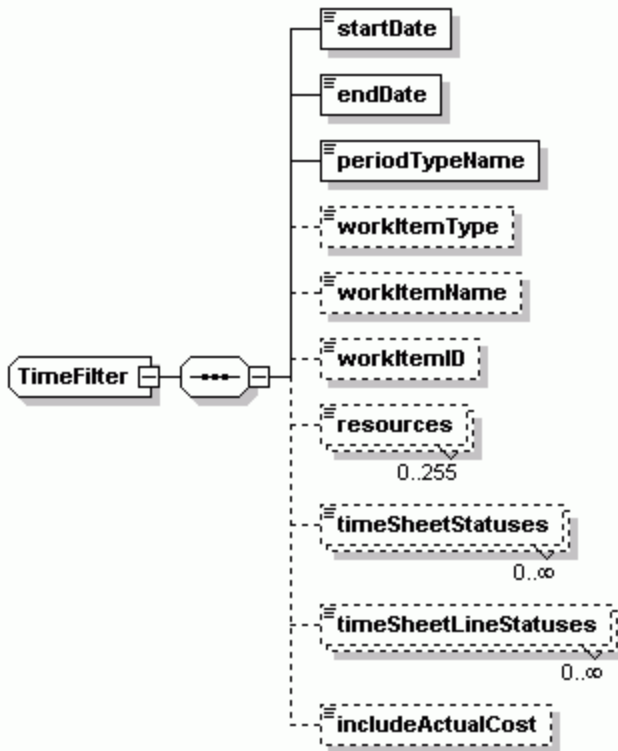 startDate
endDate
periodTypeName
workItemType
workItemName
workItemID
TimeFilter
resources
0..255
timeSheetStatuses
0..∞
timeSheetLineStatuses
0..∞
includeActualCost